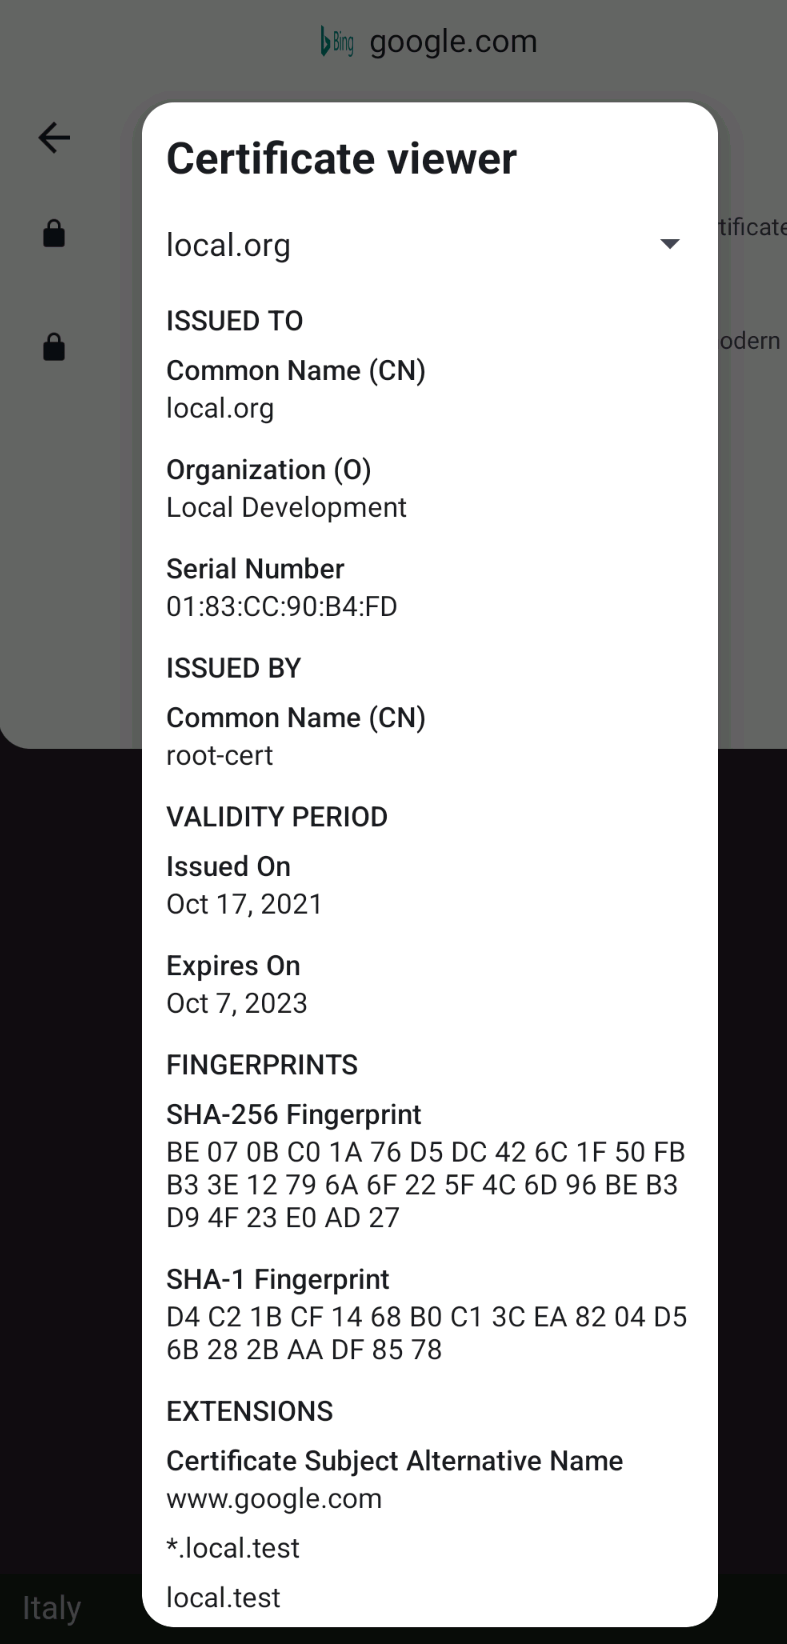 Bing google.com
Certificate viewer
local.org
tificate
ISSUED TO
odern
Common Name (CN)
local.org
Organization (O)
Local Development
Serial Number
01:83:CC:90:B4:FD
ISSUED BY
Common Name (CN)
root-cert
VALIDITY PERIOD
Issued On
Oct 17, 2021
Expires On
Oct 7, 2023
FINGERPRINTS
SHA-256 Fingerprint
BE 07 0B C0 1A 76 D5 DC 42 6C 1F 50 FB
B3 3E 12 79 6A 6F 22 5F 4C 6D 96 BE B3
D9 4F 23 E0 AD 27
SHA-1 Fingerprint
D4 C2 1B CF 14 68 B0 C1 3C EA 82 04 D5
6B 28 2B AA DF 85 78
EXTENSIONS
Certificate Subject Alternative Name
www.google.com
*.local.test
local.test
Italy